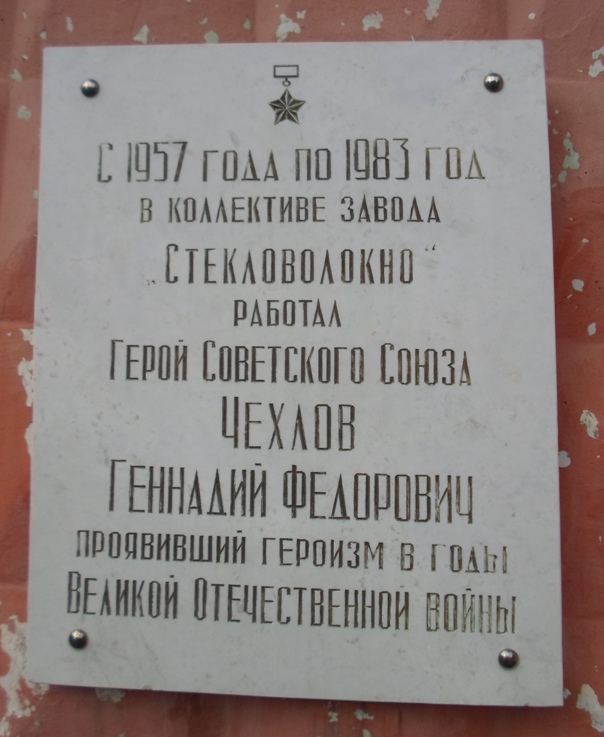 С 1957 года по 1983 год
в коллективе завода
„Стекловолокно“
работал
Герой Советского Союза
Чехлов
Геннадий Федорович
проявивший героизм в годы
Великой Отечественной войны